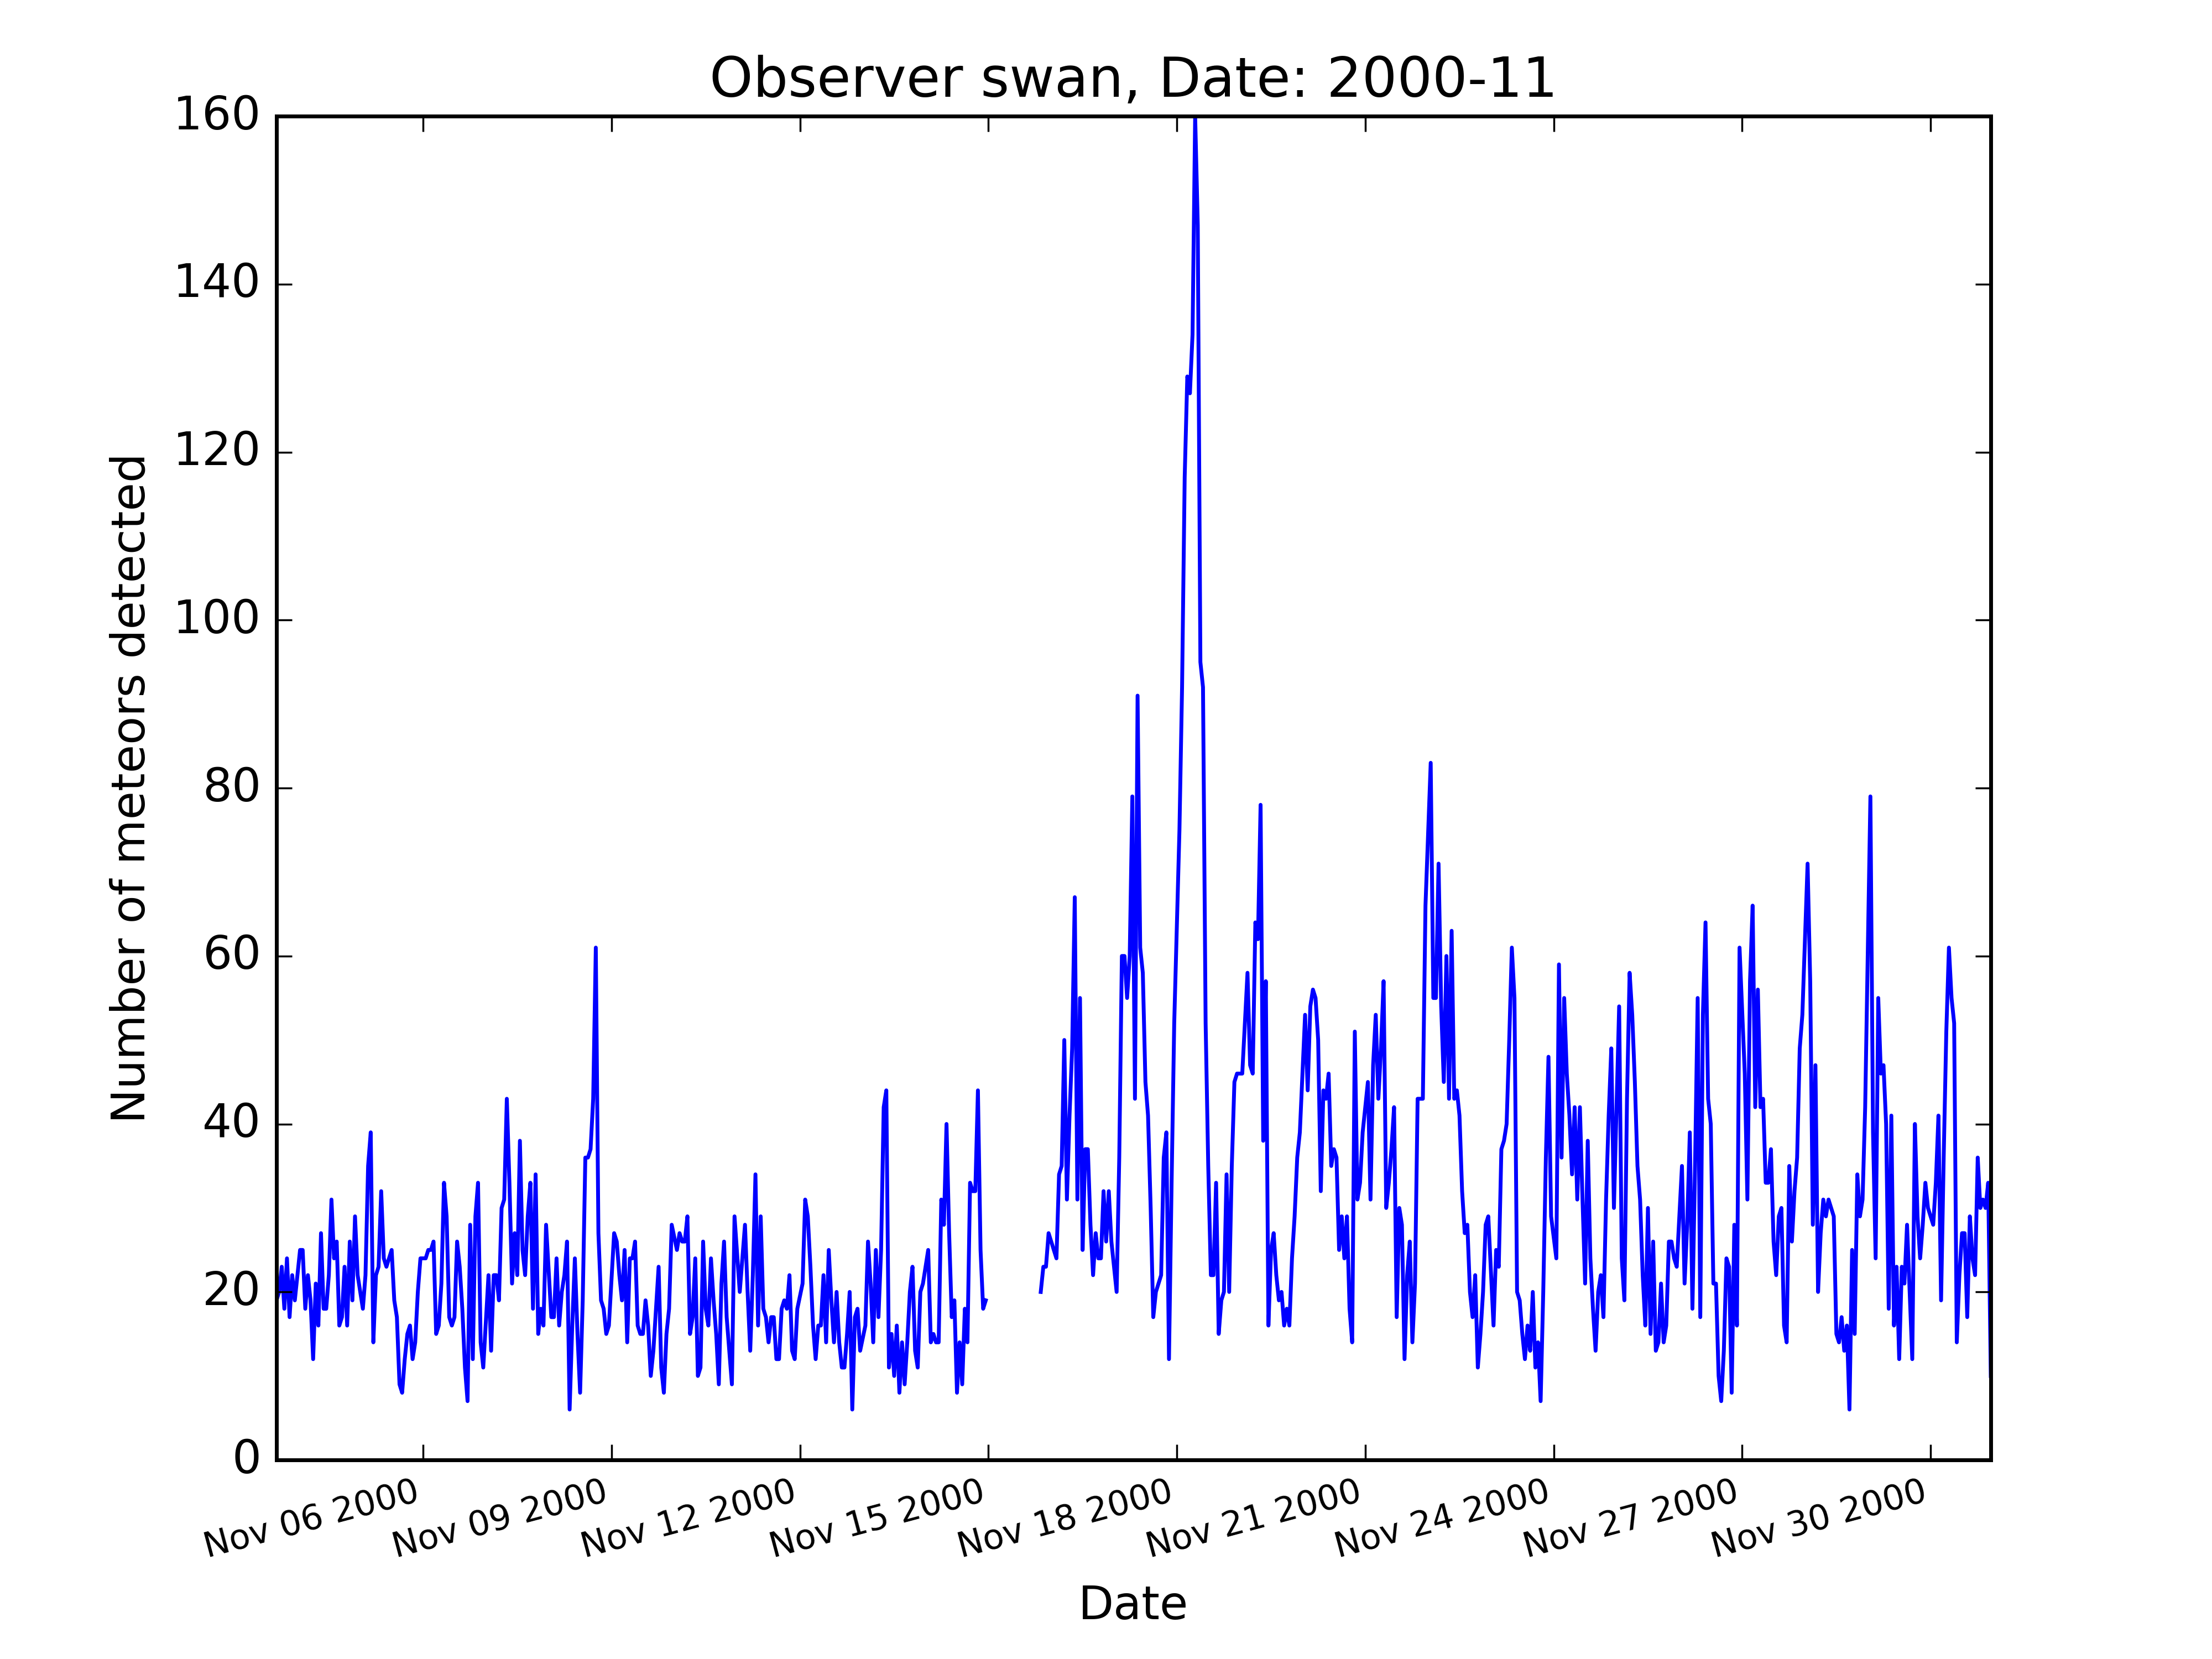 Observer swan, Date: 2000-11
160
140
120
100
80
60
40
20
0
Number of meteors detected
Nov 06 2000
Nov 09 2000
Nov 12 2000
Nov 15 2000
Nov 18 2000
Nov 21 2000
Nov 24 2000
Nov 27 2000
Nov 30 2000
Date